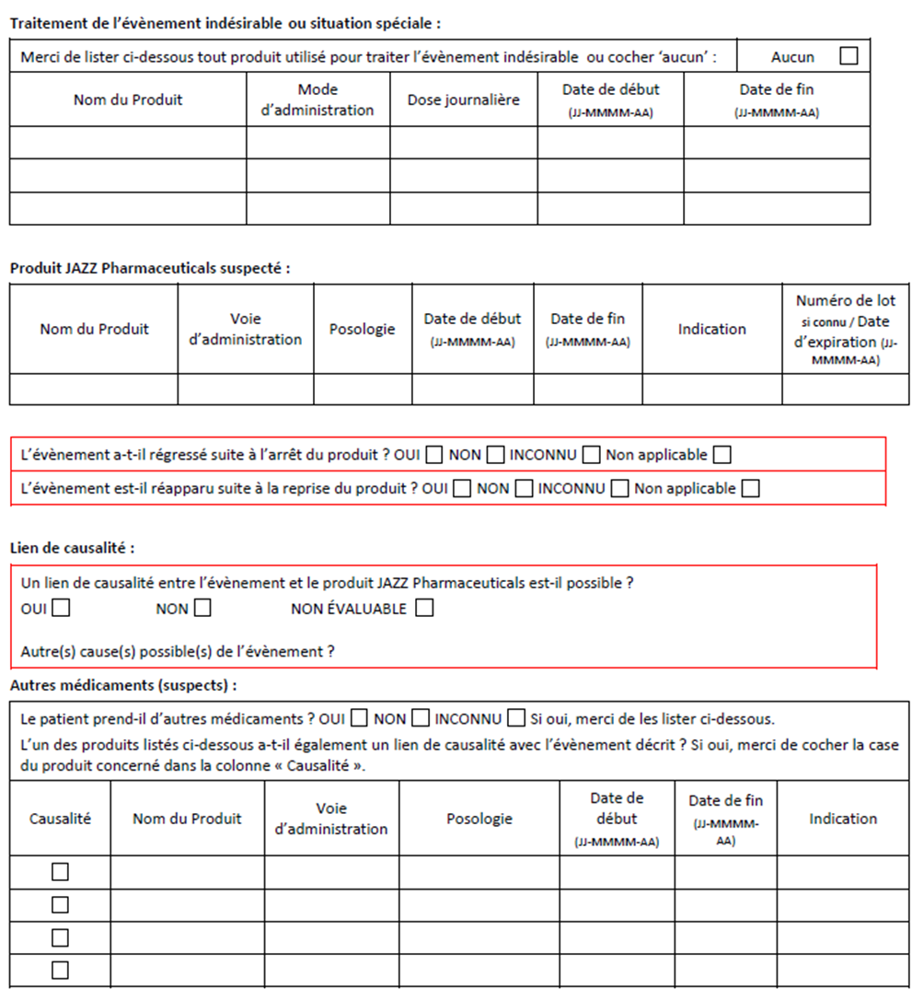 Traitement de l'évènement indésirable ou situation spéciale :
Merci de lister ci-dessous tout produit utilisé pour traiter l'évènement indésirable ou cocher 'aucun' :
Aucun
Nom du Produit
Mode
d'administration
Dose journalière
Date de début
(JJ-MMMM-AA)
Date de fin
(JJ-MMMM-AA)
Produit JAZZ Pharmaceuticals suspecté :
Nom du Produit
Voie
d'administration
Posologie
Date de début
(JJ-MMMM-AA)
Date de fin
(JJ-MMMM-AA)
Indication
Numéro de lot
si connu / Date
d'expiration (JJ-
MMMM-AA)
L'évènement a-t-il régressé suite à l'arrêt du produit ? OUI NON INCONNU Non applicable
L'évènement est-il réapparu suite à la reprise du produit ? OUI NON INCONNU Non applicable
Lien de causalité :
Un lien de causalité entre l'évènement et le produit JAZZ Pharmaceuticals est-il possible ?
OUI NON NON ÉVALUABLE
Autre(s) cause(s) possible(s) de l'évènement ?
Autres médicaments (suspects) :
Le patient prend-il d'autres médicaments ? OUI NON INCONNU Si oui, merci de les lister ci-dessous.
L'un des produits listés ci-dessous a-t-il également un lien de causalité avec l'évènement décrit ? Si oui, merci de cocher la case
du produit concerné dans la colonne « Causalité ».
Causalité
Nom du Produit
Voie
d'administration
Posologie
Date de
début
(JJ-MMMM-AA)
Date de fin
(JJ-MMMM-
AA)
Indication